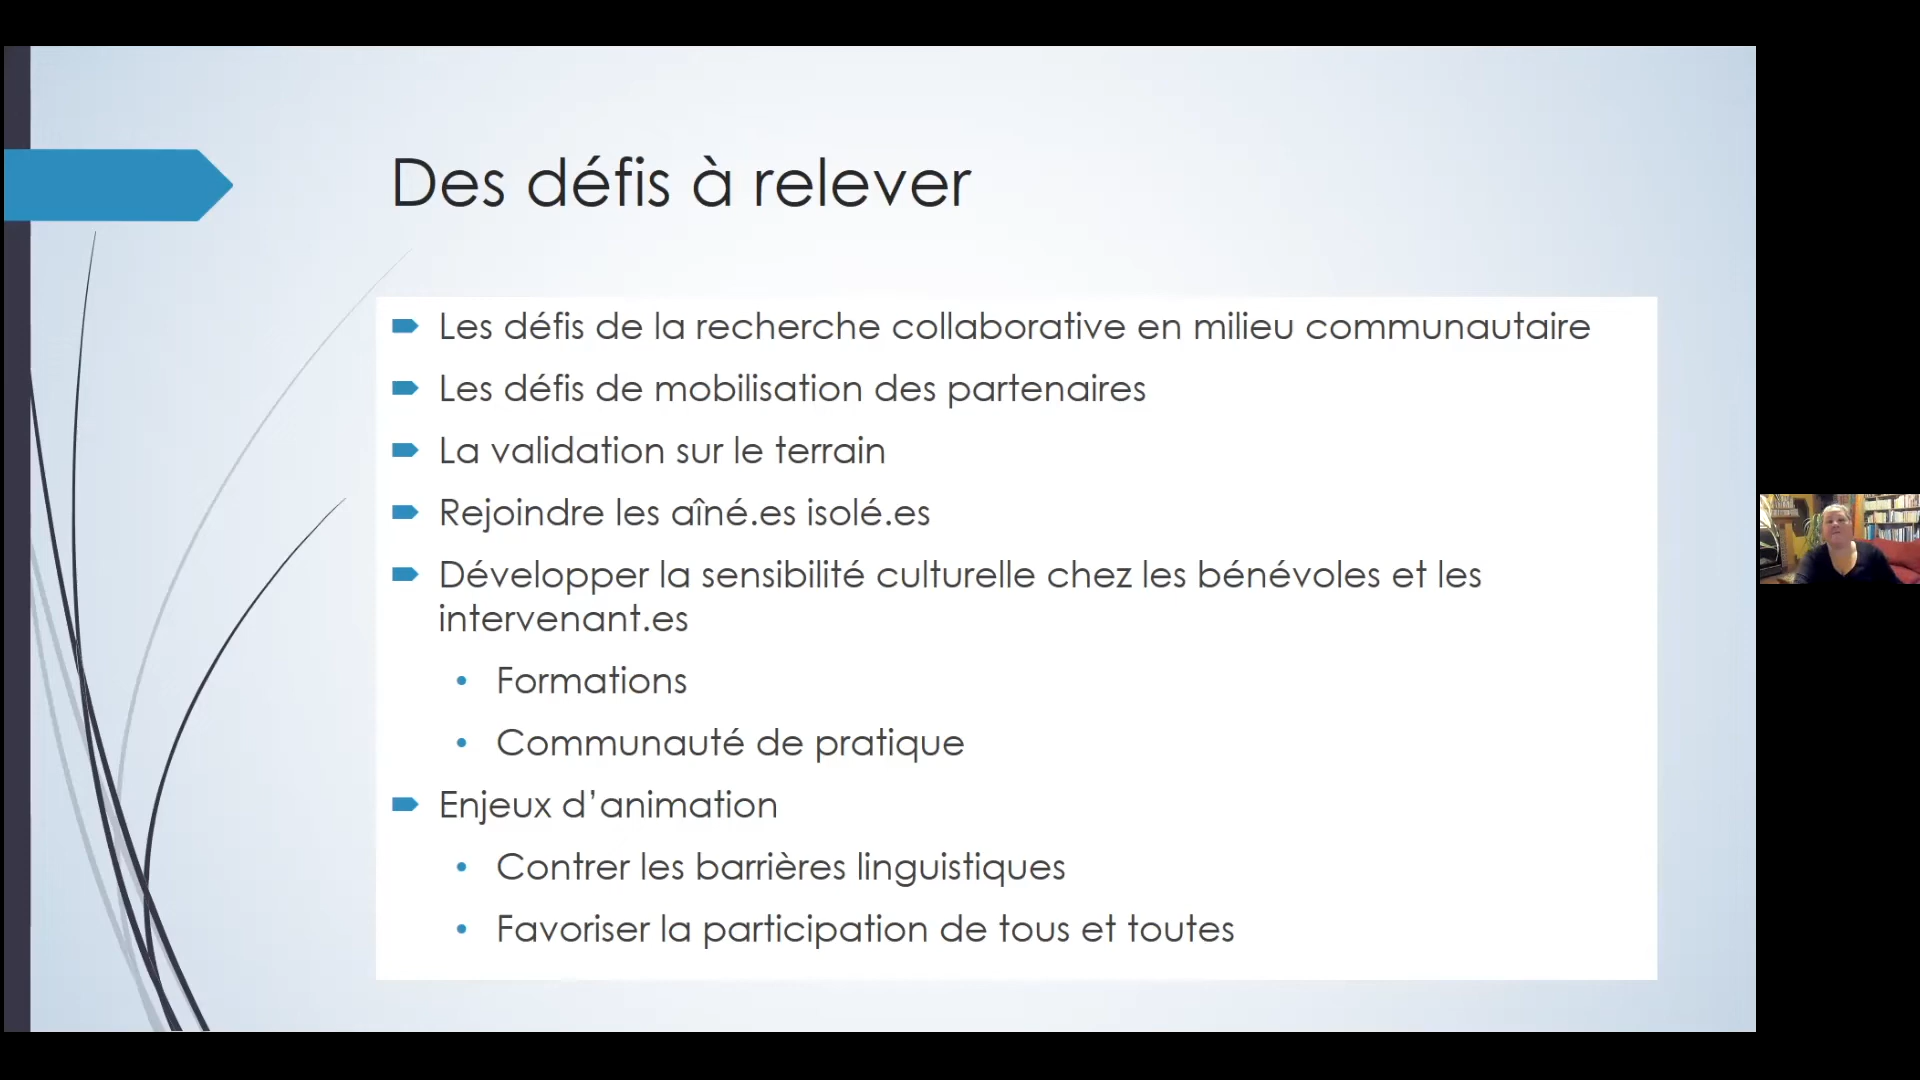 Des défis à relever
Les défis de la recherche collaborative en milieu communautaire
Les défis de mobilisation des partenaires
La validation sur le terrain
Rejoindre les aîné.es isolé.es
Développer la sensibilité culturelle chez les bénévoles et les
intervenant.es
Formations
Communauté de pratique
Enjeux d’animation
Contrer les barrières linguistiques
Favoriser la participation de tous et toutes